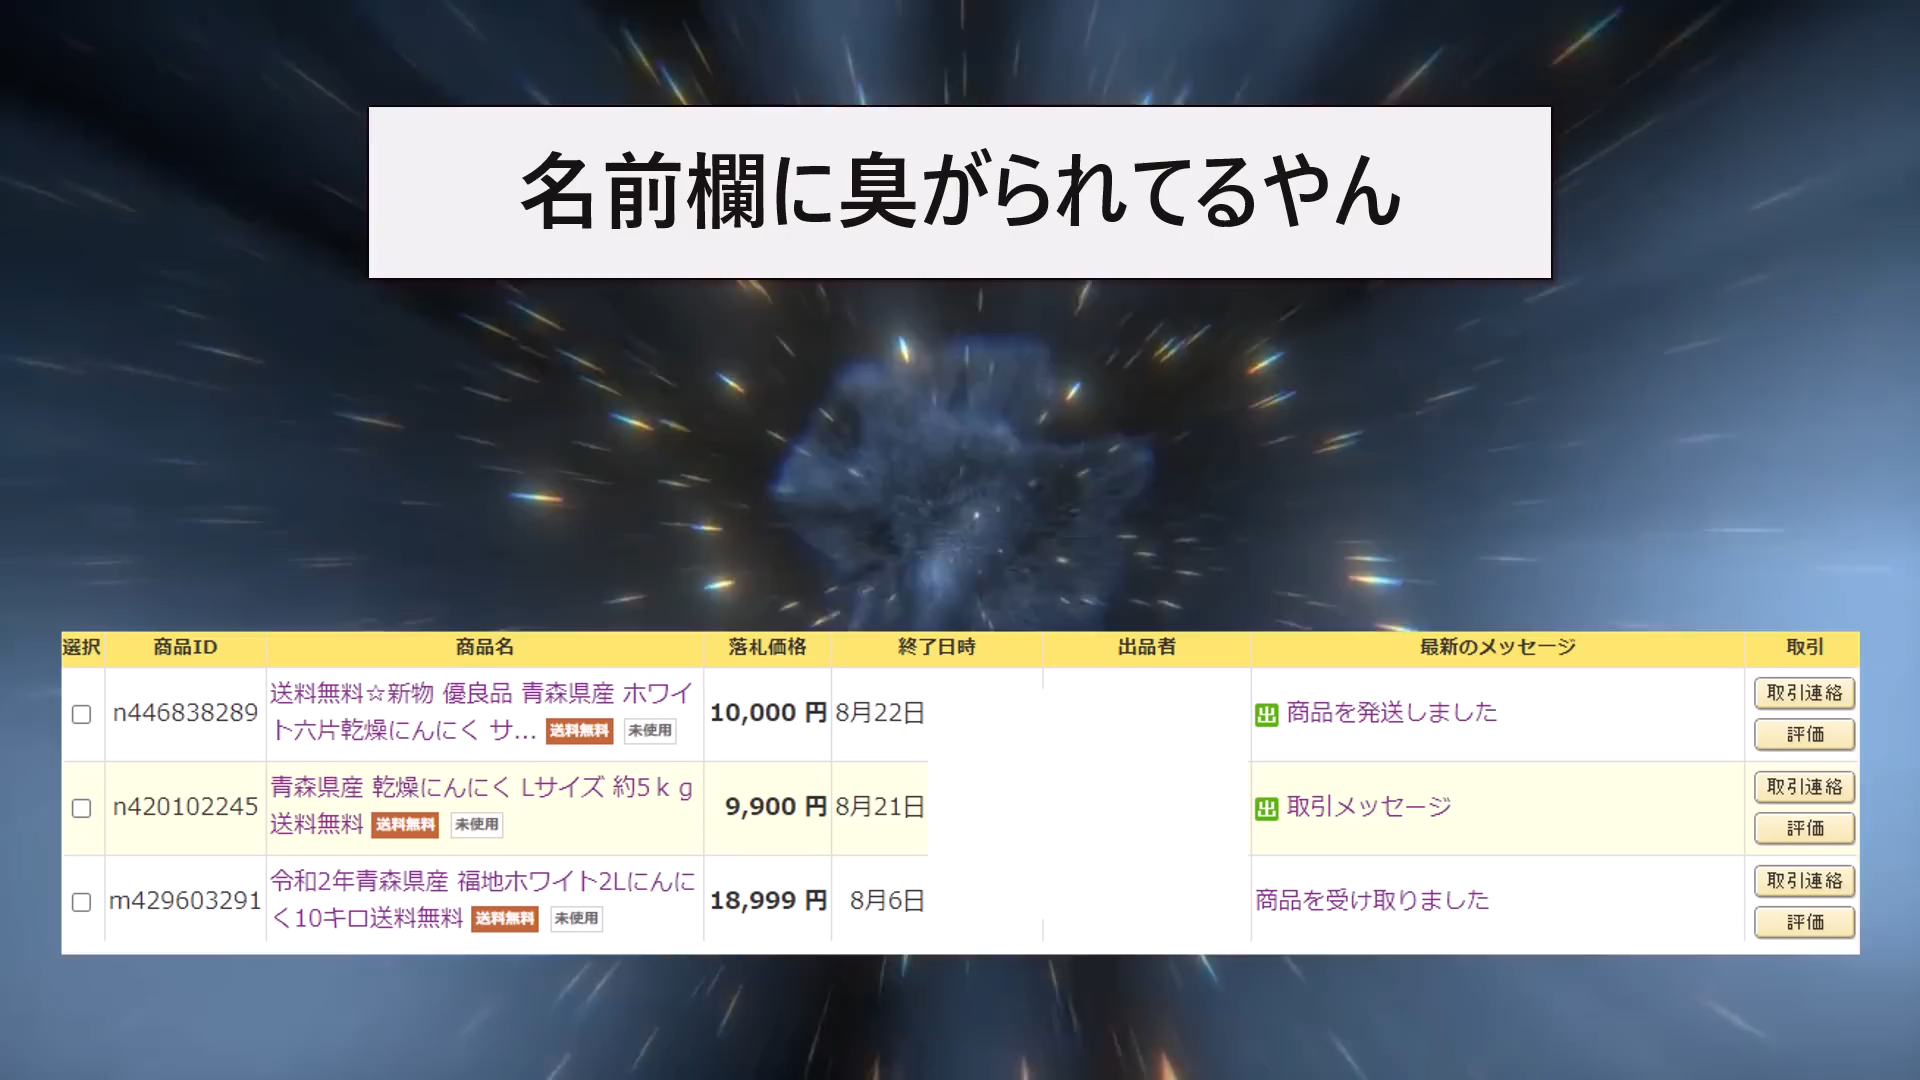 名前欄に臭がられてるやん
選択 商品ID 商品名 落札価格 終了日時 出品者 最新のメッセージ 取引
n446838289 送料無料☆新物 優良品 青森県産 ホワイト六片乾燥にんにく サ... 送料無料 未使用 10,000 円 8月22日 出 商品を発送しました 取引連絡 評価
n420102245 青森県産 乾燥にんにく Lサイズ 約5ｋｇ 送料無料 送料無料 未使用 9,900 円 8月21日 出 取引メッセージ 取引連絡 評価
m429603291 令和2年青森県産 福地ホワイト2Lにんにく10キロ送料無料 送料無料 未使用 18,999 円 8月6日 商品を受け取りました 取引連絡 評価